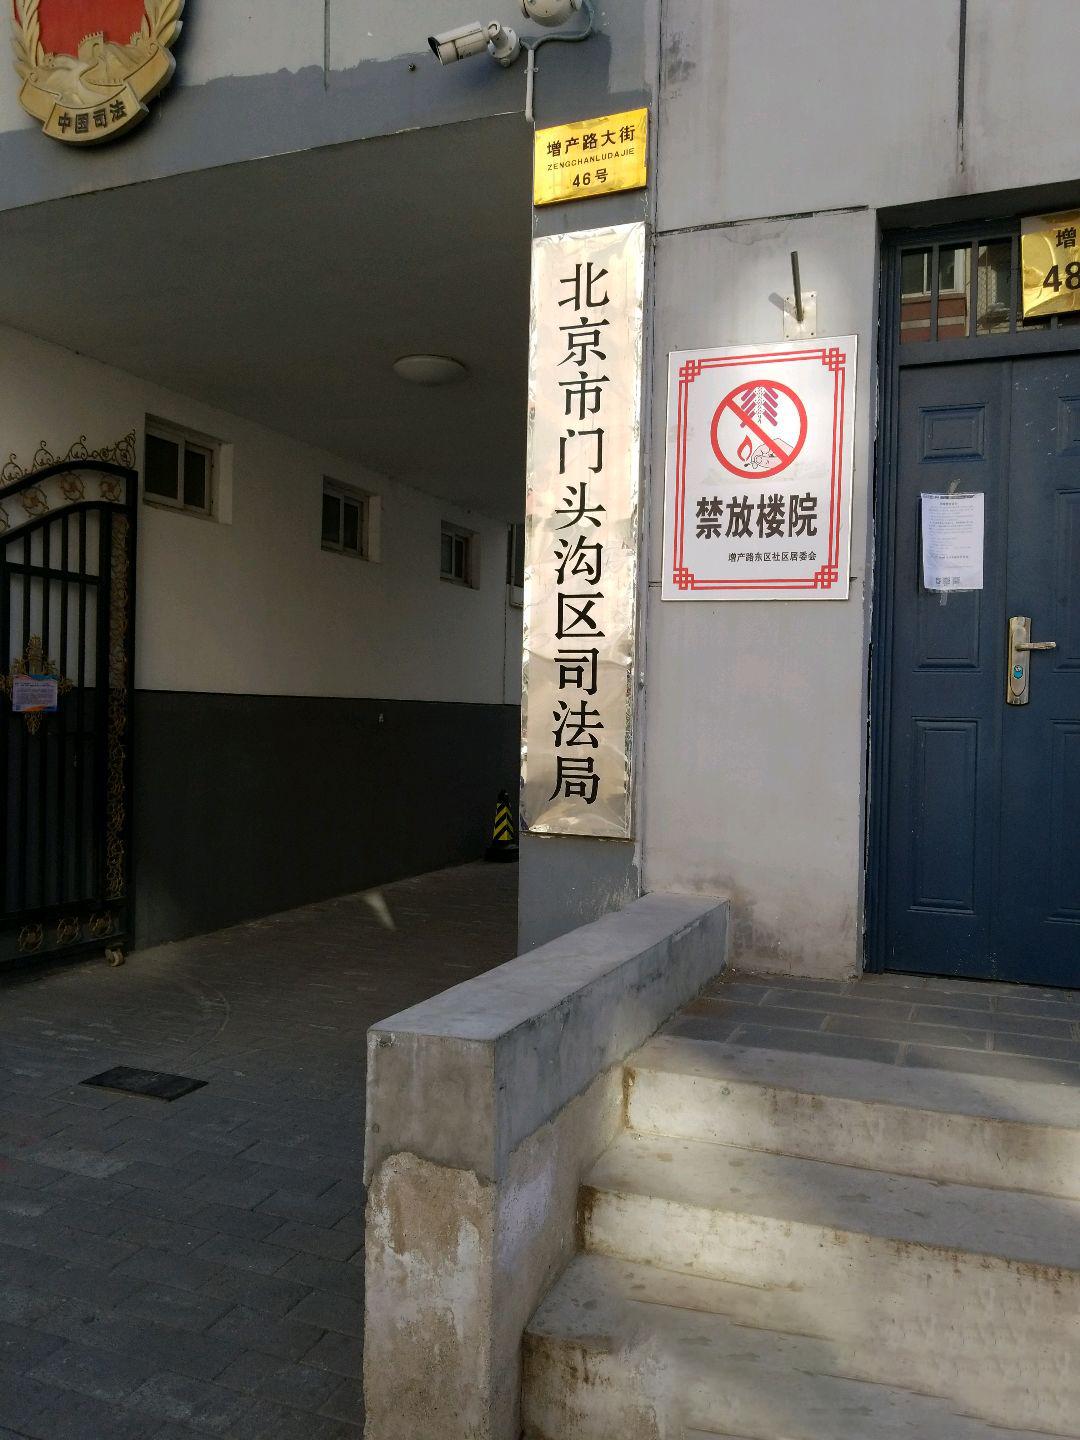 中国司法
增产路大街
ZENGCHANLUDAJIE
46号
北京市门头沟区司法局
增
48
禁放楼院
增产路东区社区居委会